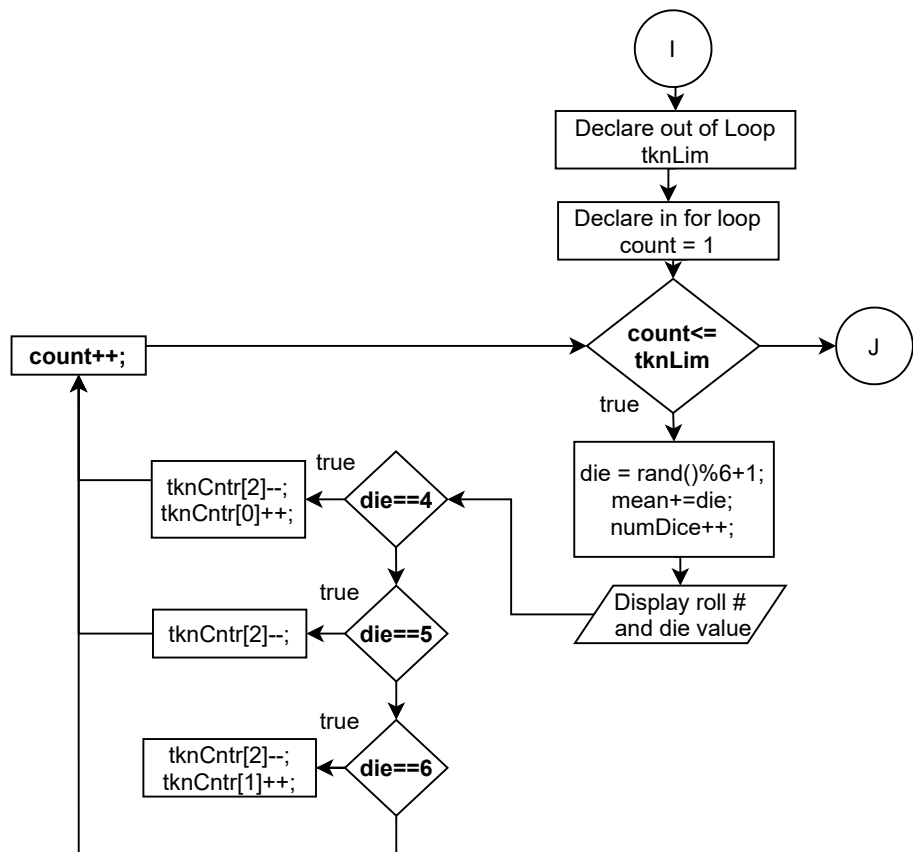 I
Declare out of Loop
tknLim
Declare in for loop
count = 1
count<=
tknLim
J
count++;
true
die = rand()%6+1;
mean+=die;
numDice++;
Display roll #
and die value
true
die==4
tknCntr[2]--;
tknCntr[0]++;
true
die==5
tknCntr[2]--;
true
die==6
tknCntr[2]--;
tknCntr[1]++;